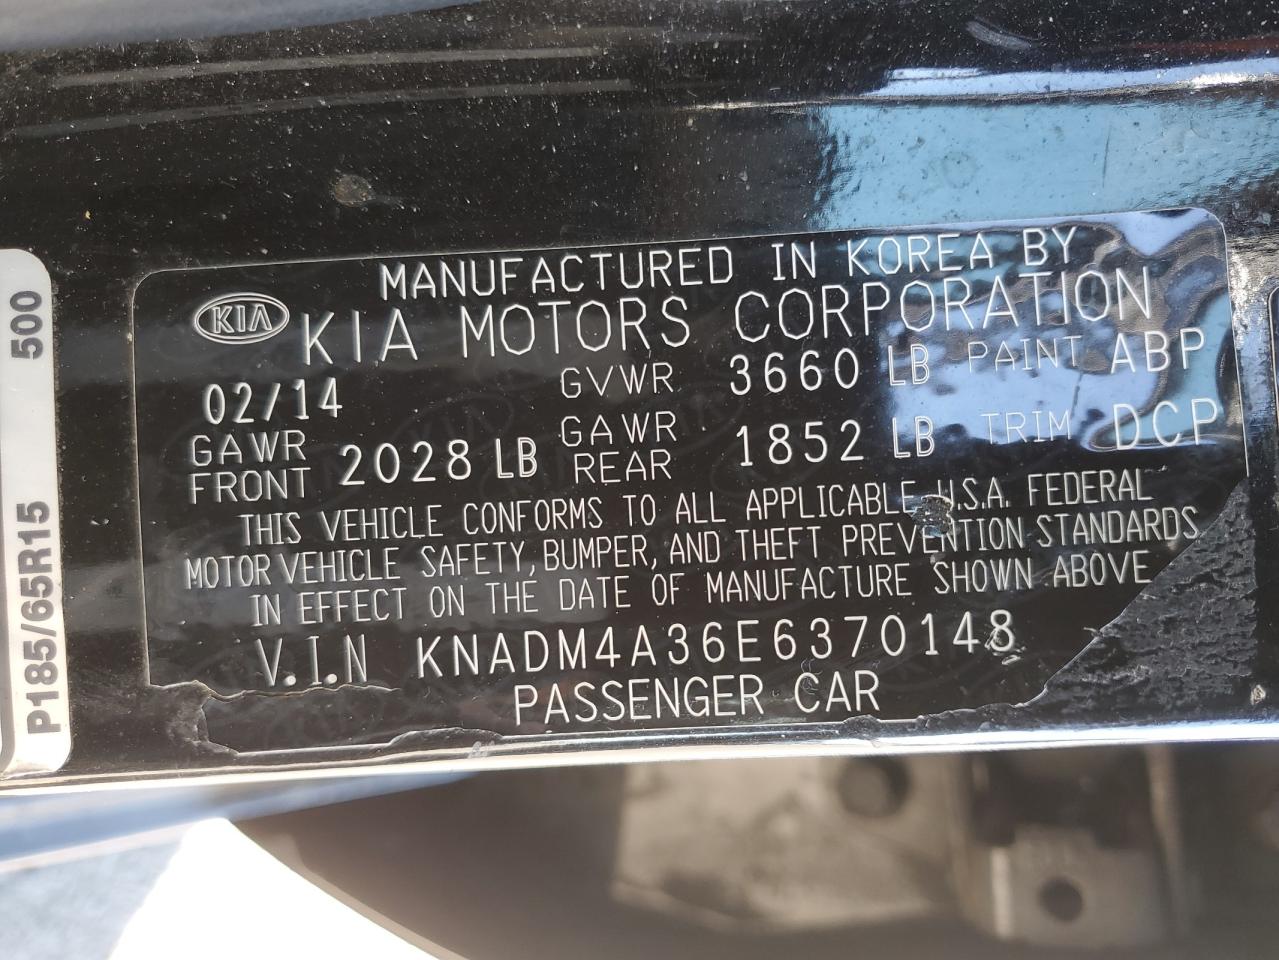 MANUFACTURED IN KOREA BY
KIA KIA MOTORS CORPORATION
02/14 GVWR 3660 LB PAINT ABP
GAWR FRONT 2028 LB GAWR REAR 1852 LB TRIM DCP
THIS VEHICLE CONFORMS TO ALL APPLICABLE U.S.A. FEDERAL
MOTOR VEHICLE SAFETY, BUMPER, AND THEFT PREVENTION STANDARDS
IN EFFECT ON THE DATE OF MANUFACTURE SHOWN ABOVE
V.I.N KNADM4A36E6370148
PASSENGER CAR
P185/65R15 500